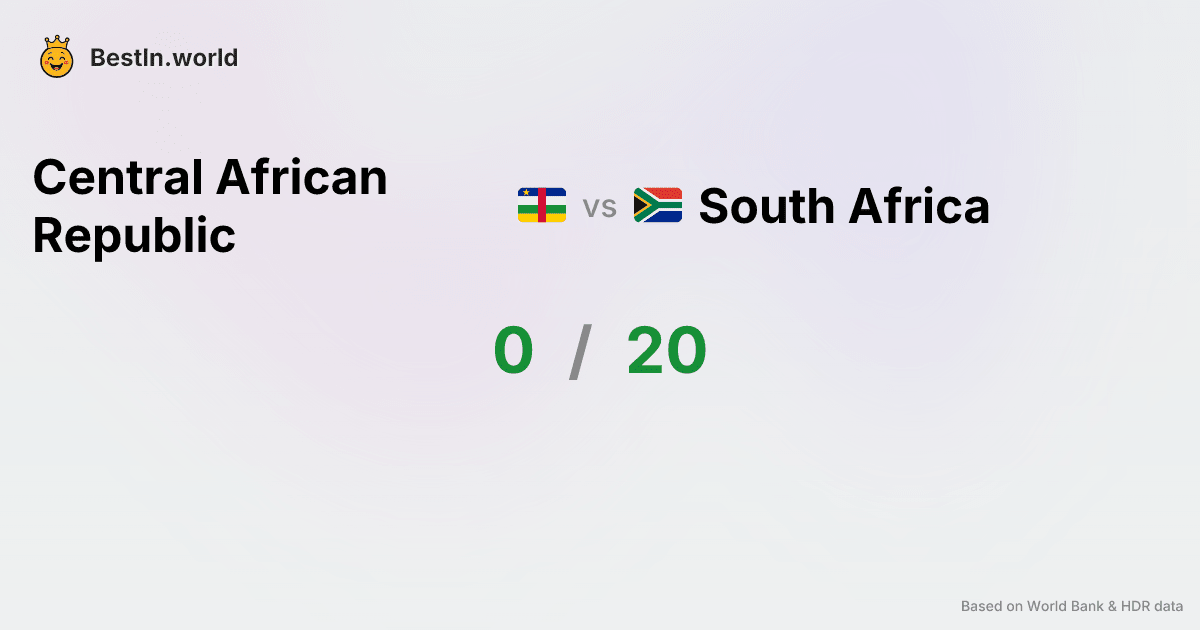 BestIn.world
Central African
Republic
vs
South Africa
0 / 20
Based on World Bank & HDR data